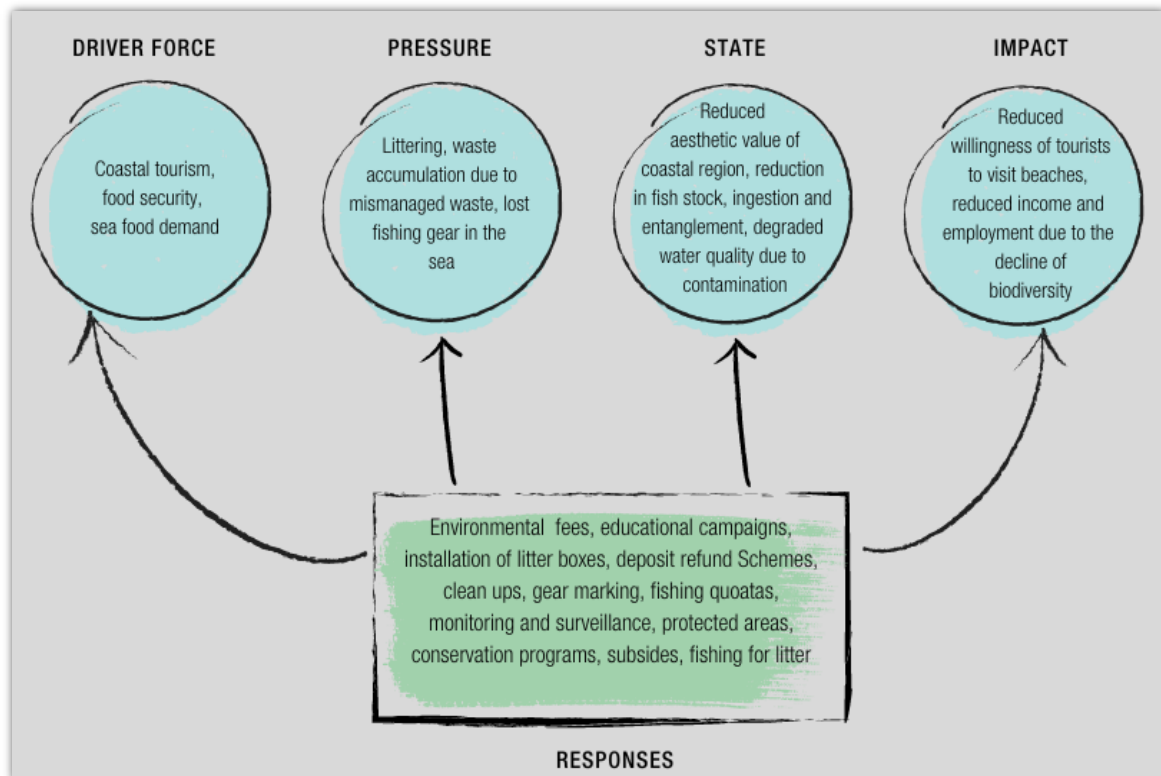 DRIVER FORCE
Coastal tourism,
food security,
sea food demand
PRESSURE
Littering, waste
accumulation due to
mismanaged waste, lost
fishing gear in the
sea
STATE
Reduced
aesthetic value of
coastal region, reduction
in fish stock, ingestion and
entanglement, degraded
water quality due to
contamination
IMPACT
Reduced
willingness of tourists
to visit beaches,
reduced income and
employment due to the
decline of
biodiversity
Environmental fees, educational campaigns,
installation of litter boxes, deposit refund Schemes,
clean ups, gear marking, fishing quoatas,
monitoring and surveillance, protected areas,
conservation programs, subsides, fishing for litter
RESPONSES